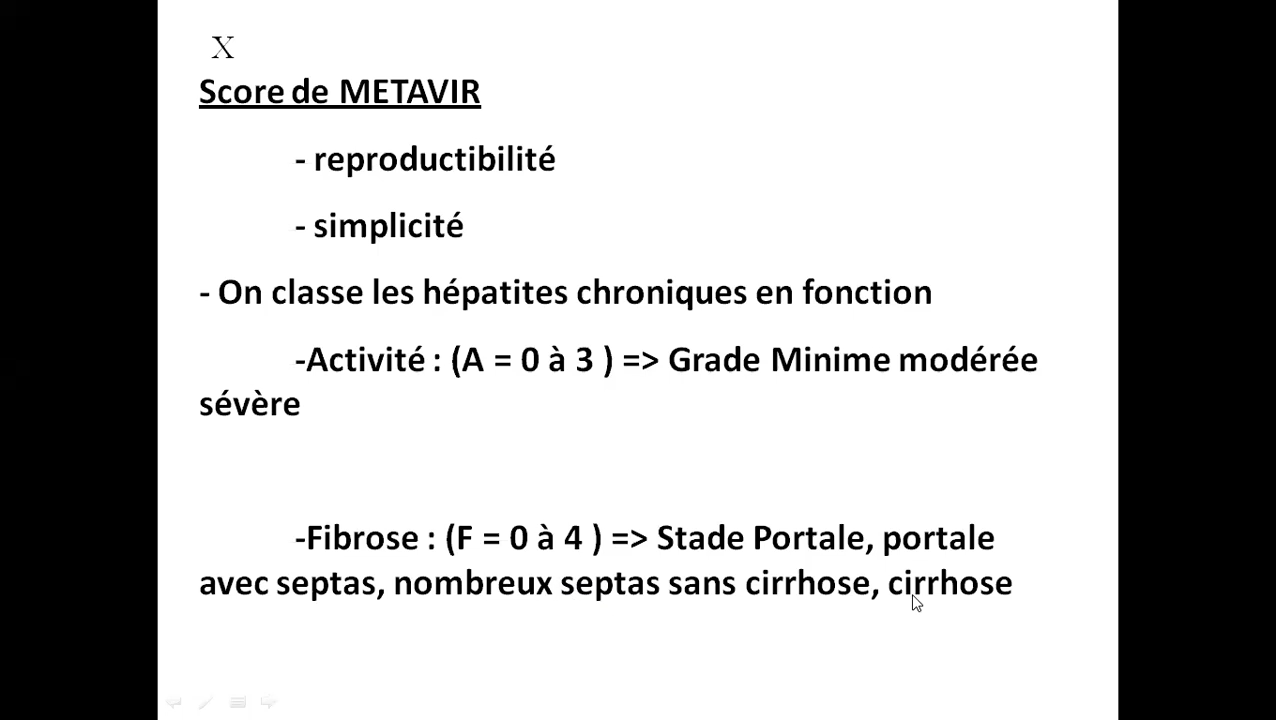 X
Score de METAVIR
- reproductibilité
- simplicité
- On classe les hépatites chroniques en fonction
-Activité : (A = 0 à 3 ) => Grade Minime modérée
sévère
-Fibrose : (F = 0 à 4 ) => Stade Portale, portale
avec septas, nombreux septas sans cirrhose, cirrhose